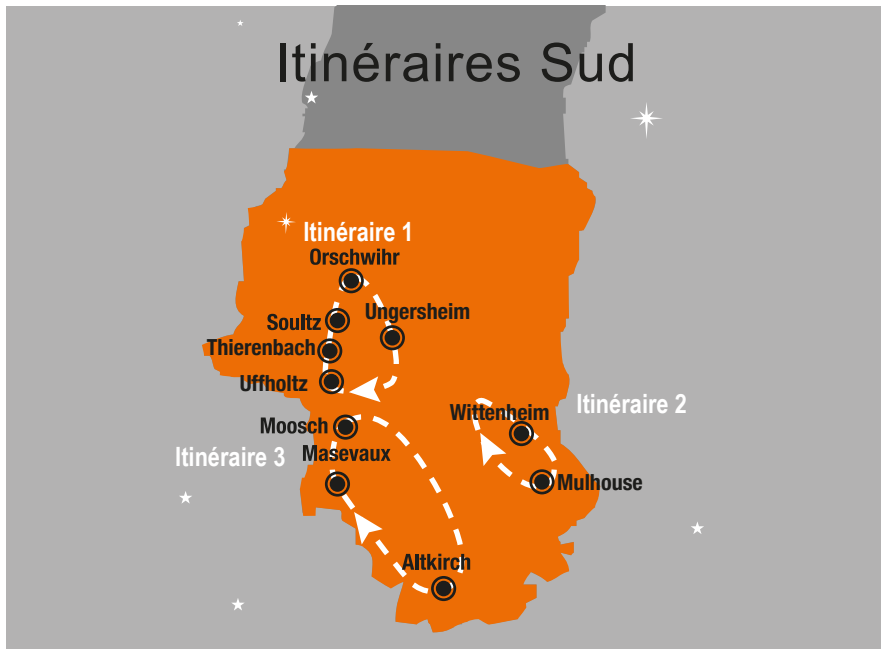 Itinéraires Sud
Itinéraire 1
Orschwihr
Ungersheim
Soultz
Thierenbach
Uffholtz
Itinéraire 2
Wittenheim
Moosch
Masevaux
Itinéraire 3
Mulhouse
Altkirch